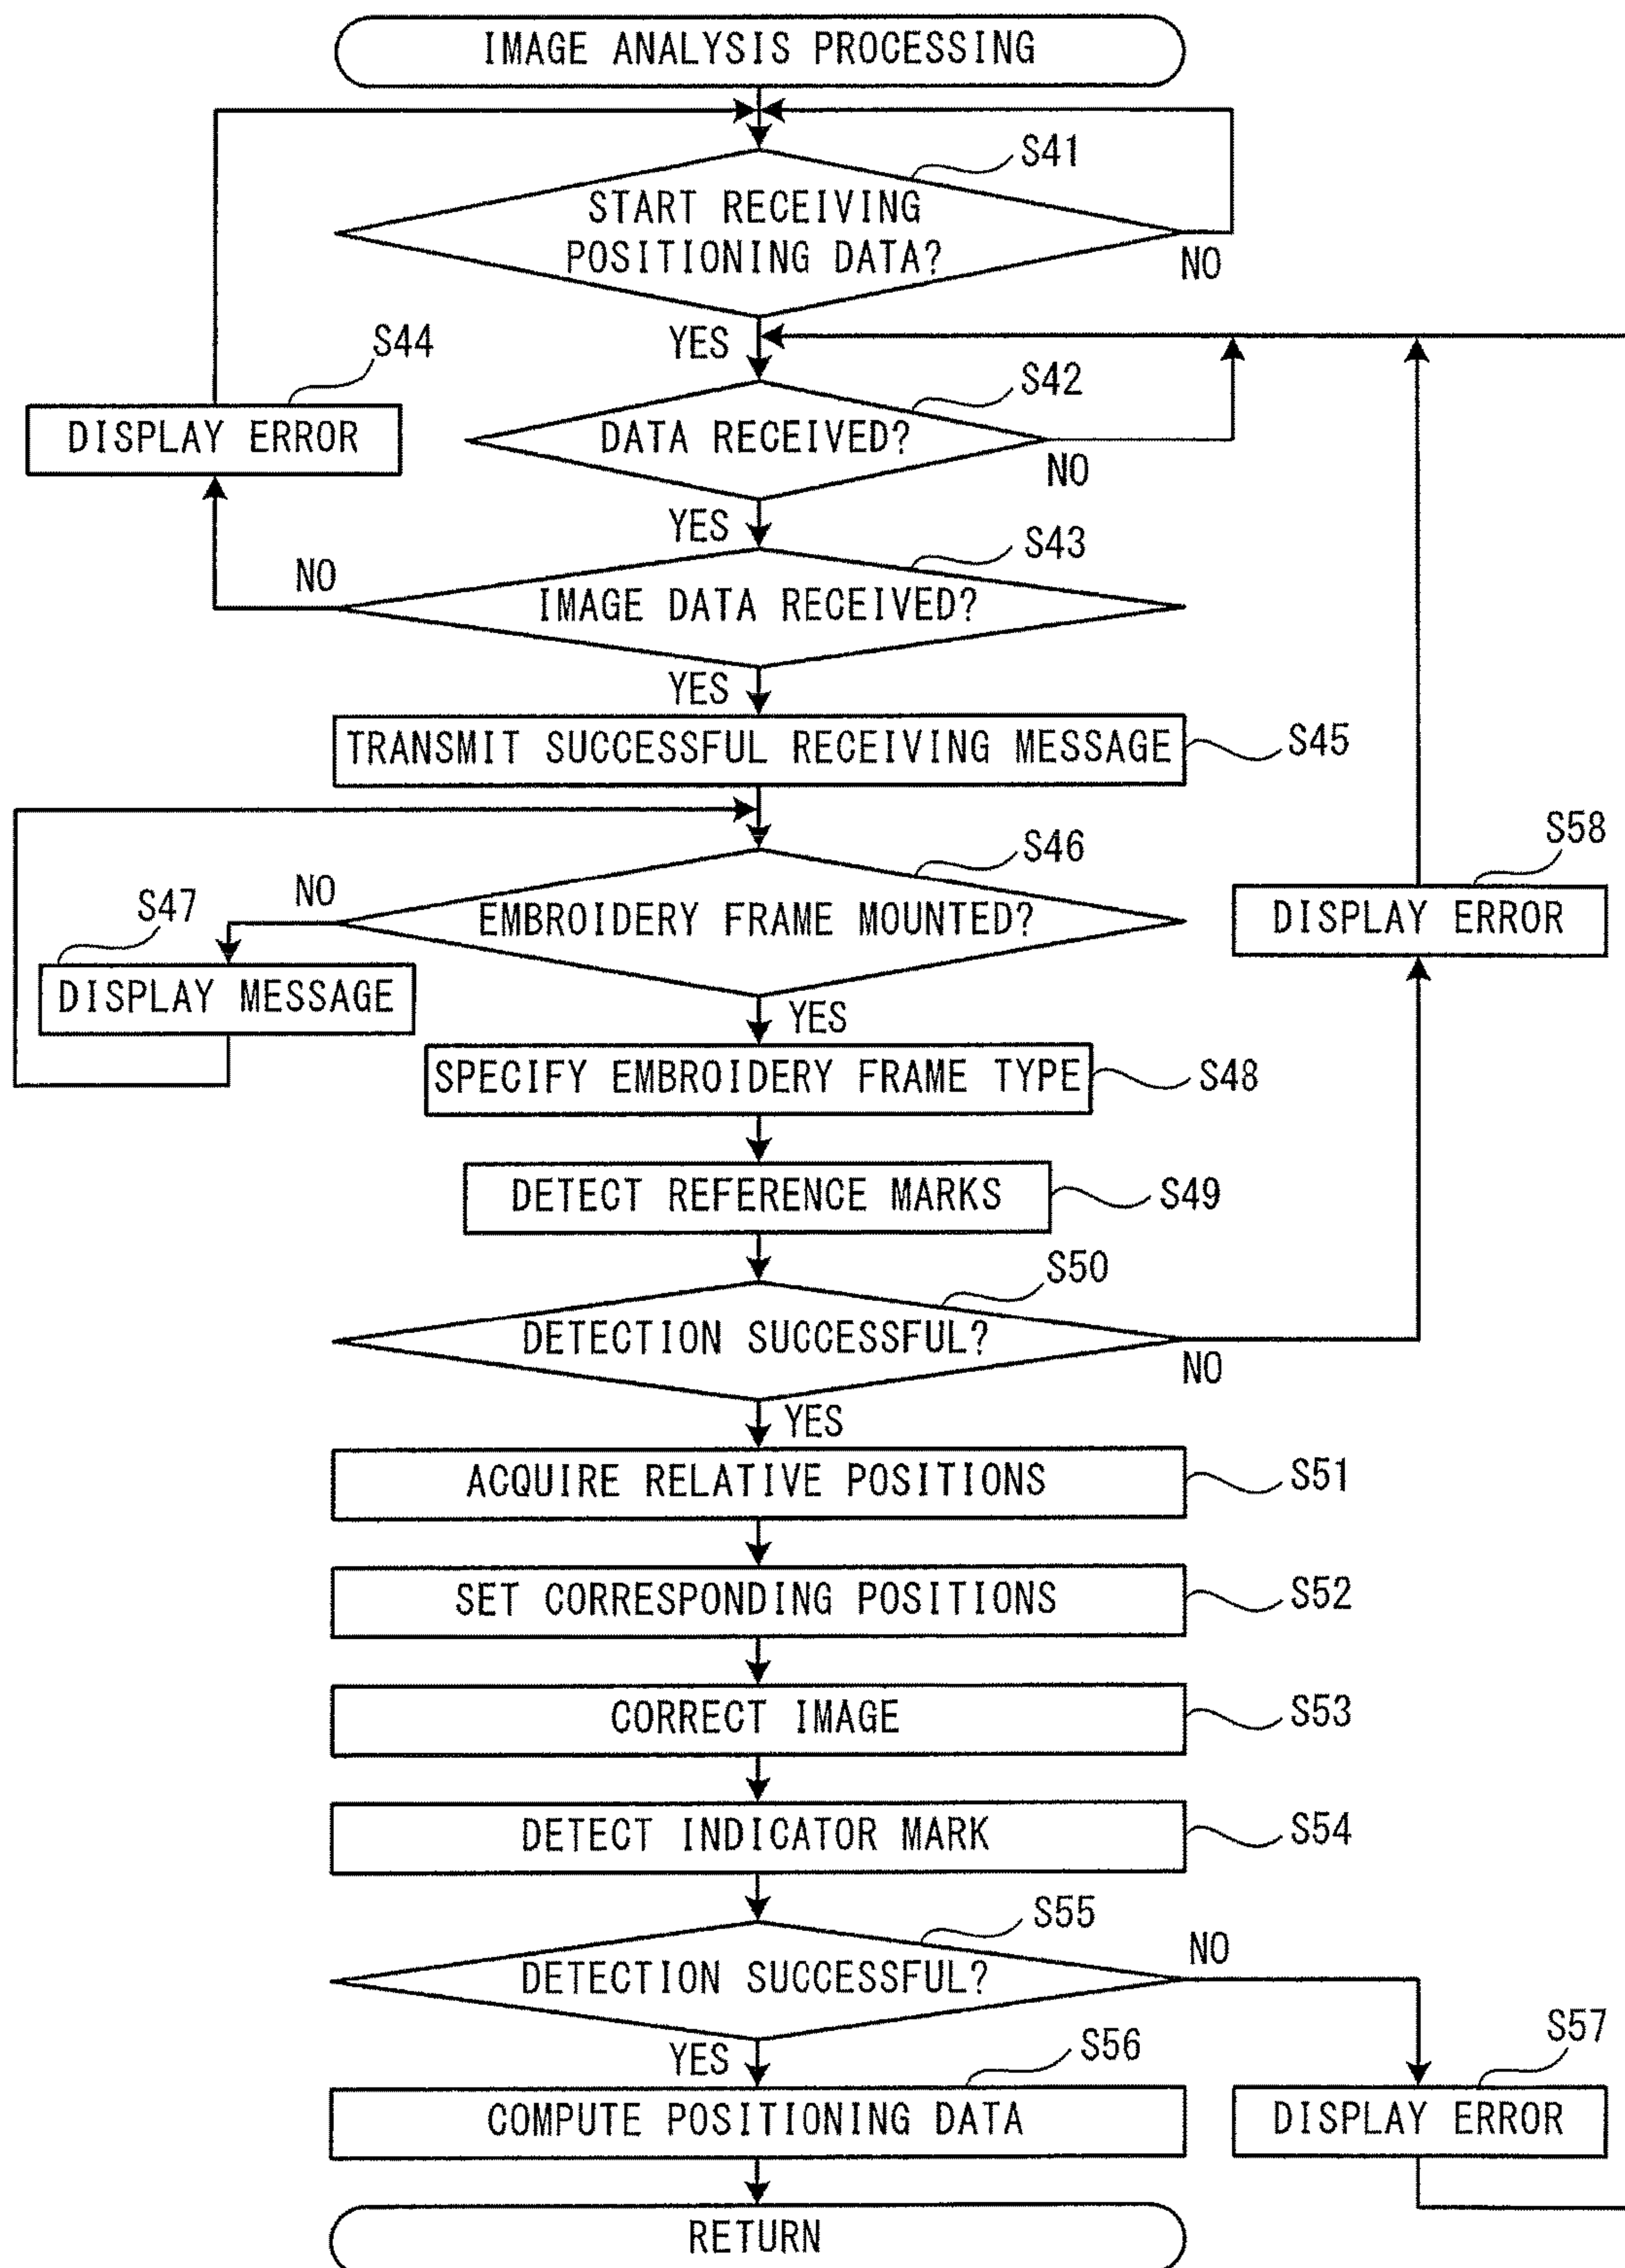 IMAGE ANALYSIS PROCESSING
S41
START RECEIVING
POSITIONING DATA?
NO
YES
S44
S42
DISPLAY ERROR
DATA RECEIVED?
NO
YES
S43
NO
IMAGE DATA RECEIVED?
YES
TRANSMIT SUCCESSFUL RECEIVING MESSAGE
S45
S46
S58
NO
S47
EMBROIDERY FRAME MOUNTED?
DISPLAY ERROR
DISPLAY MESSAGE
YES
SPECIFY EMBROIDERY FRAME TYPE
S48
DETECT REFERENCE MARKS
S49
S50
DETECTION SUCCESSFUL?
NO
YES
ACQUIRE RELATIVE POSITIONS
S51
SET CORRESPONDING POSITIONS
S52
CORRECT IMAGE
S53
DETECT INDICATOR MARK
S54
S55
NO
DETECTION SUCCESSFUL?
YES
S56
S57
COMPUTE POSITIONING DATA
DISPLAY ERROR
RETURN